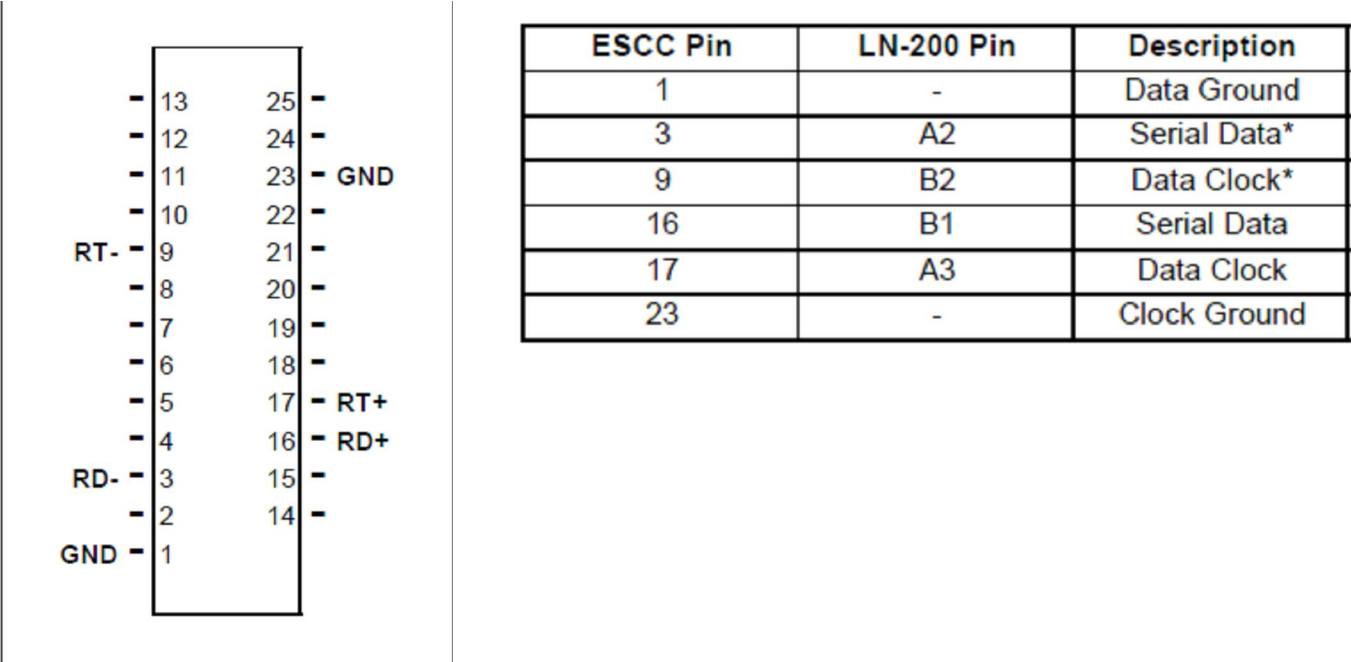 13 25
12 24
11 23 GND
10 22
RT- 9 21
8 20
7 19
6 18
5 17 RT+
4 16 RD+
RD- 3 15
2 14
GND 1
ESCC Pin LN-200 Pin Description
1 - Data Ground
3 A2 Serial Data*
9 B2 Data Clock*
16 B1 Serial Data
17 A3 Data Clock
23 - Clock Ground